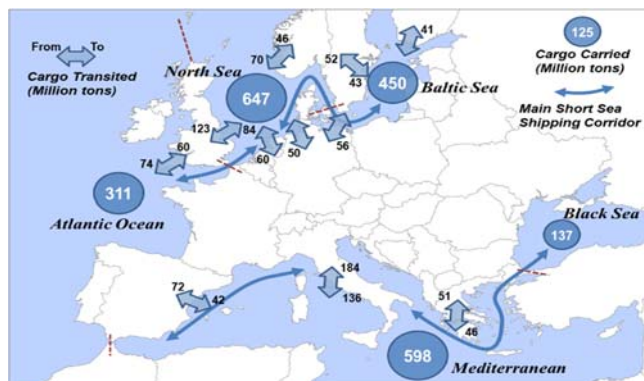 From To
Cargo Transited
(Million tons)
46
70
North Sea
647
52
43
41
450
Baltic Sea
125
Cargo Carried
(Million tons)
Main Short Sea
Shipping Corridor
123
84
60
50
56
60
74
311
Atlantic Ocean
Black Sea
137
72
42
184
136
51
46
598
Mediterranean